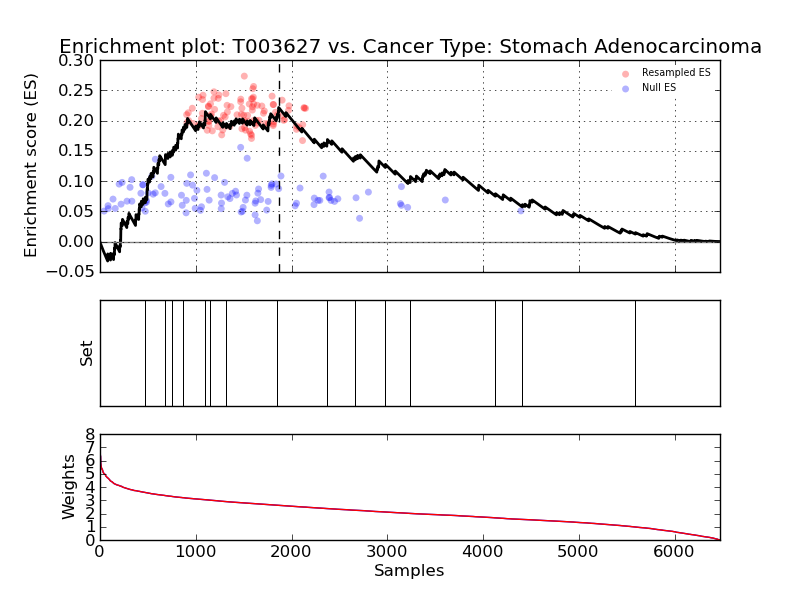 Enrichment plot: T003627 vs. Cancer Type: Stomach Adenocarcinoma
Enrichment score (ES)
0.30
0.25
0.20
0.15
0.10
0.05
0.00
−0.05
Resampled ES
Null ES
Set
Weights
8
7
6
5
4
3
2
1
0
0 1000 2000 3000 4000 5000 6000
Samples